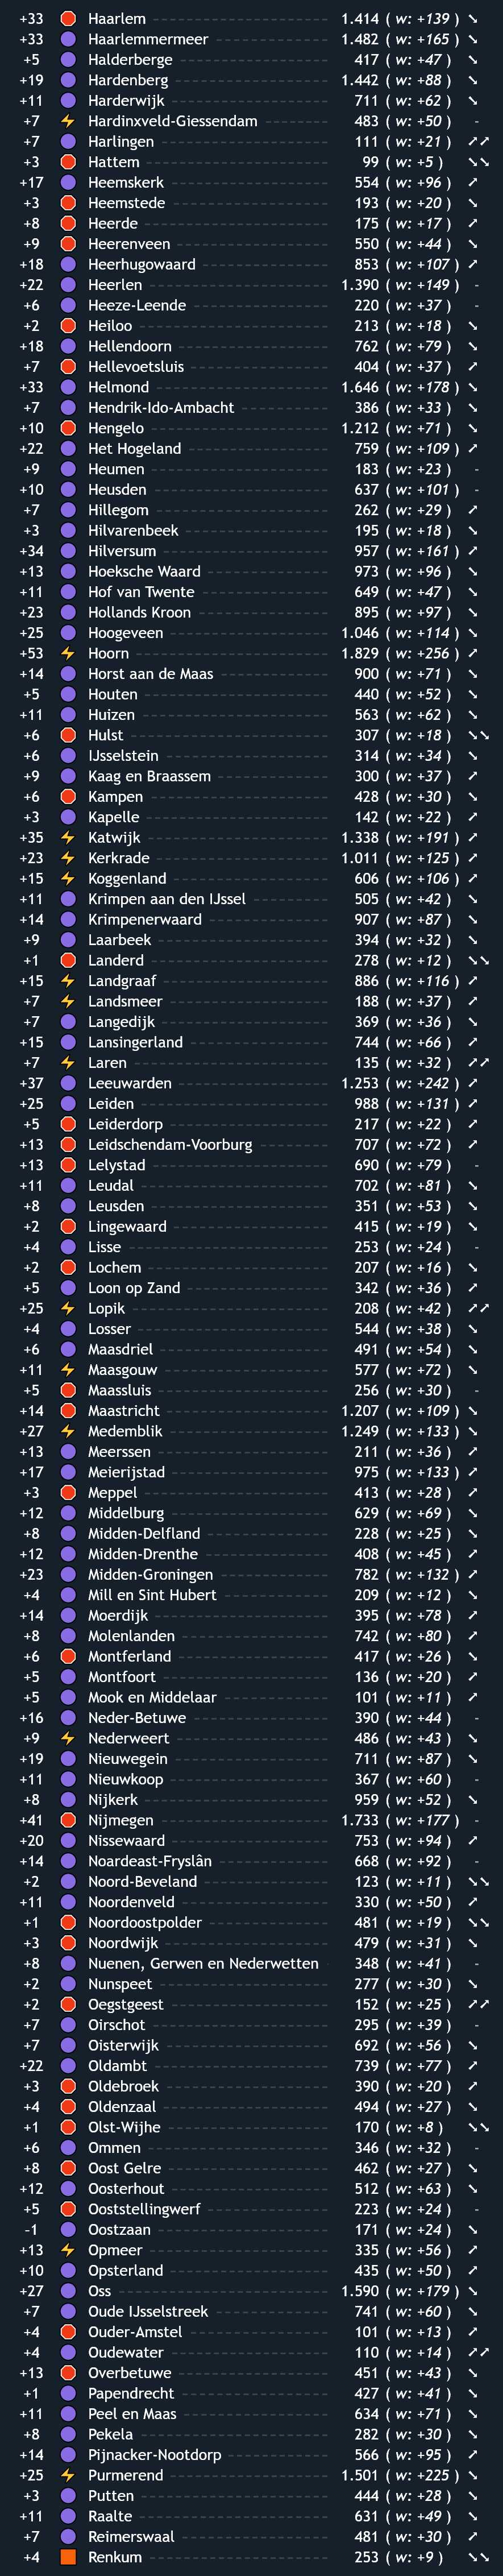 +33 Haarlem 1.414 ( w: +139 ) ↘
+33 Haarlemmermeer 1.482 ( w: +165 ) ↘
+5 Halderberge 417 ( w: +47 ) ↘
+19 Hardenberg 1.442 ( w: +88 ) ↘
+11 Harderwijk 711 ( w: +62 ) ↘
+7 Hardinxveld-Giessendam 483 ( w: +50 ) -
+7 Harlingen 111 ( w: +21 ) ↗↗
+3 Hattem 99 ( w: +5 ) ↘↘
+17 Heemskerk 554 ( w: +96 ) ↗
+3 Heemstede 193 ( w: +20 ) ↘
+8 Heerde 175 ( w: +17 ) ↗
+9 Heerenveen 550 ( w: +44 ) ↘
+18 Heerhugowaard 853 ( w: +107 ) ↗
+22 Heerlen 1.390 ( w: +149 ) -
+6 Heeze-Leende 220 ( w: +37 ) -
+2 Heiloo 213 ( w: +18 ) ↘
+18 Hellendoorn 762 ( w: +79 ) ↘
+7 Hellevoetsluis 404 ( w: +37 ) ↗
+33 Helmond 1.646 ( w: +178 ) ↘
+7 Hendrik-Ido-Ambacht 386 ( w: +33 ) ↘
+10 Hengelo 1.212 ( w: +71 ) ↘
+22 Het Hogeland 759 ( w: +109 ) ↗
+9 Heumen 183 ( w: +23 ) -
+10 Heusden 637 ( w: +101 ) -
+7 Hillegom 262 ( w: +29 ) ↗
+3 Hilvarenbeek 195 ( w: +18 ) ↘
+34 Hilversum 957 ( w: +161 ) ↗
+13 Hoeksche Waard 973 ( w: +96 ) ↘
+11 Hof van Twente 649 ( w: +47 ) ↘
+23 Hollands Kroon 895 ( w: +97 ) ↘
+25 Hoogeveen 1.046 ( w: +114 ) ↘
+53 Hoorn 1.829 ( w: +256 ) ↗
+14 Horst aan de Maas 900 ( w: +71 ) ↘
+5 Houten 440 ( w: +52 ) ↘
+11 Huizen 563 ( w: +62 ) ↘
+6 Hulst 307 ( w: +18 ) ↘↘
+6 IJsselstein 314 ( w: +34 ) ↘
+9 Kaag en Braassem 300 ( w: +37 ) ↗
+6 Kampen 428 ( w: +30 ) ↘
+3 Kapelle 142 ( w: +22 ) ↗
+35 Katwijk 1.338 ( w: +191 ) ↗
+23 Kerkrade 1.011 ( w: +125 ) ↗
+15 Koggenland 606 ( w: +106 ) ↗
+11 Krimpen aan den IJssel 505 ( w: +42 ) ↘
+14 Krimpenerwaard 907 ( w: +87 ) ↘
+9 Laarbeek 394 ( w: +32 ) ↘
+1 Landerd 278 ( w: +12 ) ↘↘
+15 Landgraaf 886 ( w: +116 ) ↗
+7 Landsmeer 188 ( w: +37 ) ↗
+7 Langedijk 369 ( w: +36 ) ↘
+15 Lansingerland 744 ( w: +66 ) ↗
+7 Laren 135 ( w: +32 ) ↗↗
+37 Leeuwarden 1.253 ( w: +242 ) ↗
+25 Leiden 988 ( w: +131 ) ↗
+5 Leiderdorp 217 ( w: +22 ) ↗
+13 Leidschendam-Voorburg 707 ( w: +72 ) ↗
+13 Lelystad 690 ( w: +79 ) -
+11 Leudal 702 ( w: +81 ) ↘
+8 Leusden 351 ( w: +53 ) ↘
+2 Lingewaard 415 ( w: +19 ) ↘
+4 Lisse 253 ( w: +24 ) -
+2 Lochem 207 ( w: +16 ) ↘
+5 Loon op Zand 342 ( w: +36 ) ↗
+25 Lopik 208 ( w: +42 ) ↗↗
+4 Losser 544 ( w: +38 ) ↘
+6 Maasdriel 491 ( w: +54 ) ↘
+11 Maasgouw 577 ( w: +72 ) ↘
+5 Maassluis 256 ( w: +30 ) -
+14 Maastricht 1.207 ( w: +109 ) ↘
+27 Medemblik 1.249 ( w: +133 ) ↘
+13 Meerssen 211 ( w: +36 ) ↗
+17 Meierijstad 975 ( w: +133 ) ↗
+3 Meppel 413 ( w: +28 ) ↗
+12 Middelburg 629 ( w: +69 ) ↘
+8 Midden-Delfland 228 ( w: +25 ) ↘
+12 Midden-Drenthe 408 ( w: +45 ) ↗
+23 Midden-Groningen 782 ( w: +132 ) ↗
+4 Mill en Sint Hubert 209 ( w: +12 ) ↘
+14 Moerdijk 395 ( w: +78 ) ↗
+8 Molenlanden 742 ( w: +80 ) ↗
+6 Montferland 417 ( w: +26 ) ↘
+5 Montfoort 136 ( w: +20 ) ↗
+5 Mook en Middelaar 101 ( w: +11 ) ↗
+16 Neder-Betuwe 390 ( w: +44 ) -
+9 Nederweert 486 ( w: +43 ) ↘
+19 Nieuwegein 711 ( w: +87 ) ↘
+11 Nieuwkoop 367 ( w: +60 ) -
+8 Nijkerk 959 ( w: +52 ) ↘
+41 Nijmegen 1.733 ( w: +177 ) -
+20 Nissewaard 753 ( w: +94 ) ↗
+14 Noardeast-Fryslân 668 ( w: +92 ) -
+2 Noord-Beveland 123 ( w: +11 ) ↘↘
+11 Noordenveld 330 ( w: +50 ) ↗
+1 Noordoostpolder 481 ( w: +19 ) ↘↘
+3 Noordwijk 479 ( w: +31 ) ↘
+8 Nuenen, Gerwen en Nederwetten 348 ( w: +41 ) -
+2 Nunspeet 277 ( w: +30 ) ↘
+2 Oegstgeest 152 ( w: +25 ) ↗↗
+7 Oirschot 295 ( w: +39 ) -
+7 Oisterwijk 692 ( w: +56 ) ↘
+22 Oldambt 739 ( w: +77 ) ↗
+3 Oldebroek 390 ( w: +20 ) ↗
+4 Oldenzaal 494 ( w: +27 ) ↘
+1 Olst-Wijhe 170 ( w: +8 ) ↘↘
+6 Ommen 346 ( w: +32 ) -
+8 Oost Gelre 462 ( w: +27 ) ↘
+12 Oosterhout 512 ( w: +63 ) ↘
+5 Ooststellingwerf 223 ( w: +24 ) -
-1 Oostzaan 171 ( w: +24 ) ↘
+13 Opmeer 335 ( w: +56 ) ↗
+10 Opsterland 435 ( w: +50 ) ↗
+27 Oss 1.590 ( w: +179 ) ↘
+7 Oude IJsselstreek 741 ( w: +60 ) ↘
+4 Ouder-Amstel 101 ( w: +13 ) ↗
+4 Oudewater 110 ( w: +14 ) ↗↗
+13 Overbetuwe 451 ( w: +43 ) ↘
+1 Papendrecht 427 ( w: +41 ) ↘
+11 Peel en Maas 634 ( w: +71 ) ↘
+8 Pekela 282 ( w: +30 ) ↘
+14 Pijnacker-Nootdorp 566 ( w: +95 ) ↗
+25 Purmerend 1.501 ( w: +225 ) ↘
+3 Putten 444 ( w: +28 ) ↘
+11 Raalte 631 ( w: +49 ) ↘
+7 Reimerswaal 481 ( w: +30 ) ↗
+4 Renkum 253 ( w: +9 ) ↘↘